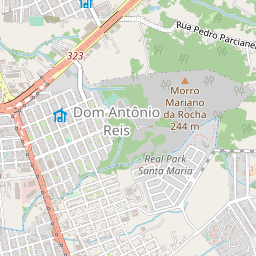 Rua Pedro Parciane
323
Morro
Mariano
da Rocha
244 m
Dom Antônio
Reis
Real Park
Santa Maria